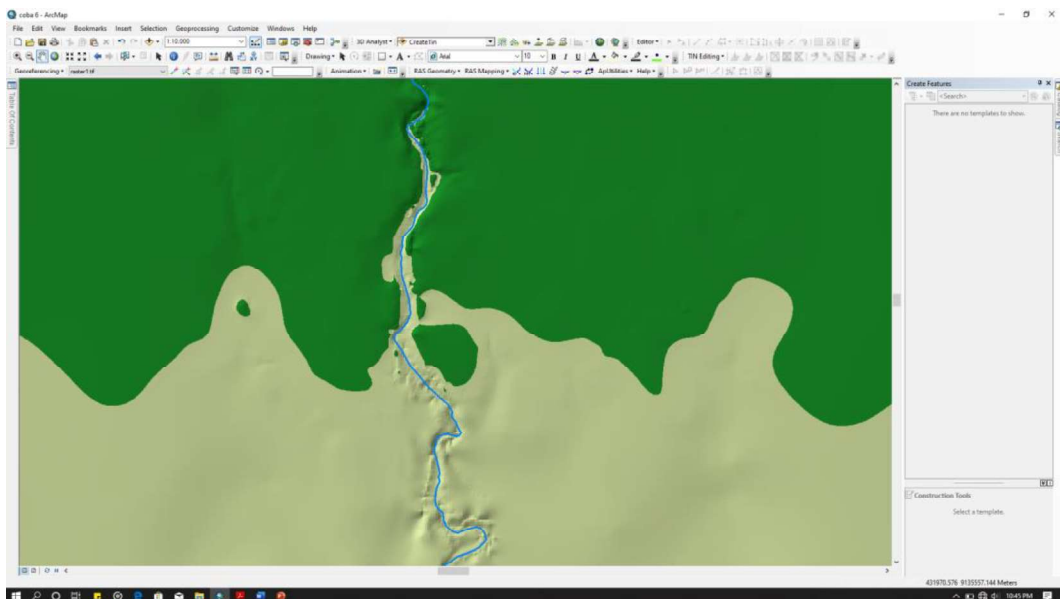 coba 6 - ArcMap
File Edit View Bookmarks Insert Selection Geoprocessing Customize Windows Help
1:10.000 3D Analyst CreateTin Editor
Drawing A Arial 10 B I U A TIN Editing
Georeferencing raster1.tif Animation RAS Geometry RAS Mapping ApUtilities Help
Table Of Contents
Create Features
<Search>
There are no templates to show.
Construction Tools
Select a template.
431970.576 9135557.144 Meters
10:45 PM